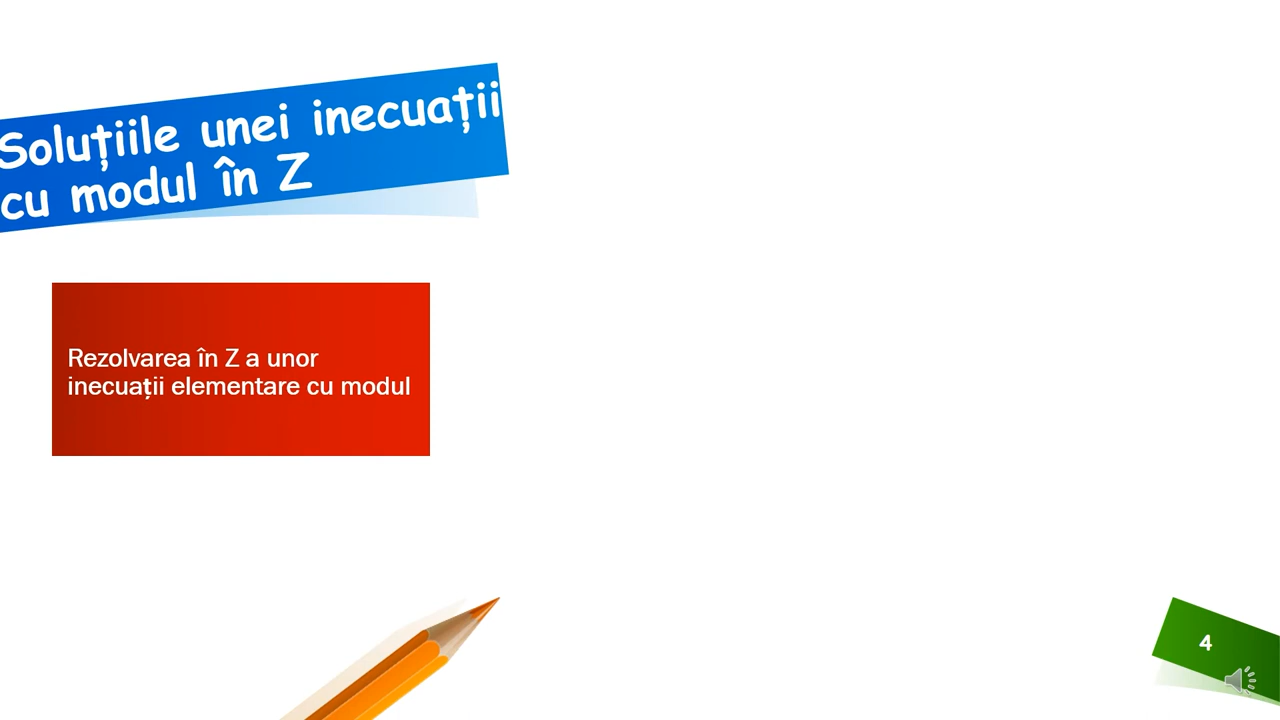 Soluțiile unei inecuații
cu modul în Z
Rezolvarea în Z a unor
inecuații elementare cu modul
4